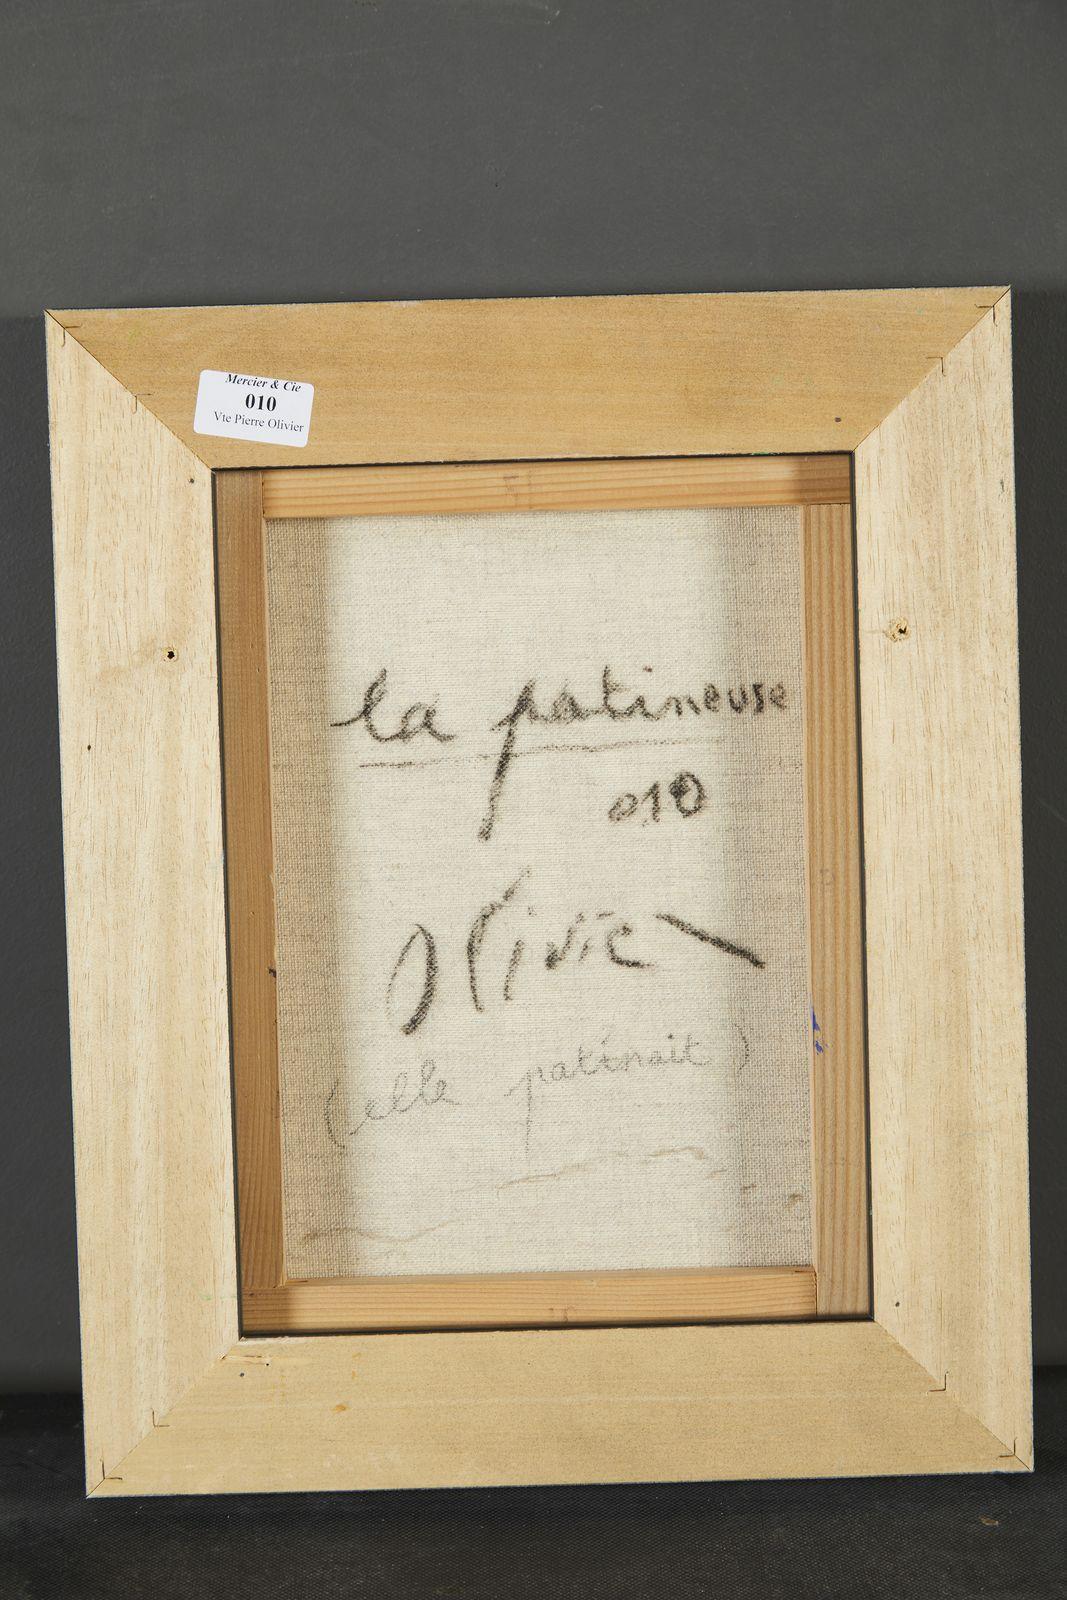 Mercier & Cie
010
Vte Pierre Olivier
la patineuse
010
Olivier
(elle patinait)